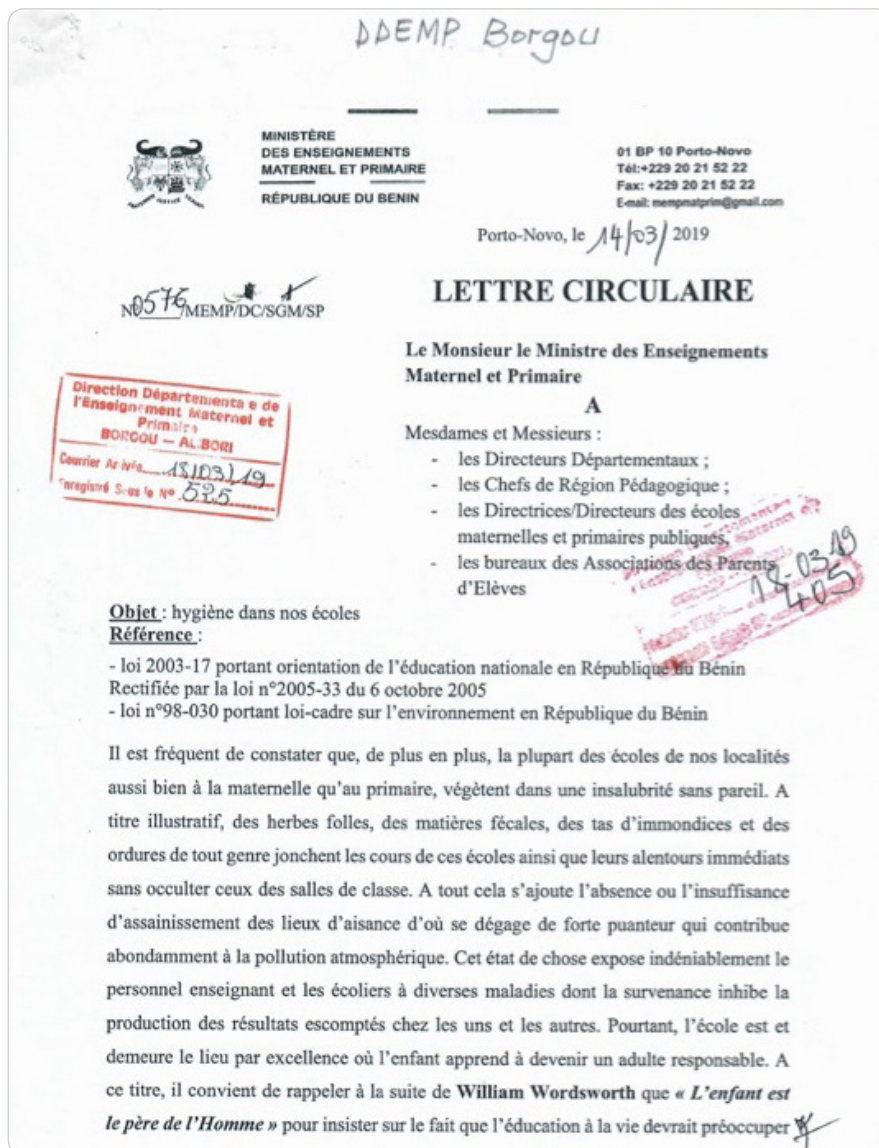 DDEMP Borgou
MINISTÈRE
DES ENSEIGNEMENTS
MATERNEL ET PRIMAIRE
RÉPUBLIQUE DU BENIN
01 BP 10 Porto-Novo
Tél:+229 20 21 52 22
Fax: +229 20 21 52 22
E-mail: mempmatprim@gmail.com
Porto-Novo, le 14/03/ 2019
N0576/MEMP/DC/SGM/SP
LETTRE CIRCULAIRE
Le Monsieur le Ministre des Enseignements
Maternel et Primaire
A
Mesdames et Messieurs :
- les Directeurs Départementaux ;
- les Chefs de Région Pédagogique ;
- les Directrices/Directeurs des écoles
maternelles et primaires publiques,
- les bureaux des Associations des Parents
d'Elèves
Direction Départementa e de
l'Enseignement Maternel et
Primaire
BORGOU – ALIBORI
Courrier Ar ivé 18/03/19
Enregistré Sous le N° 525
18-03-19
405
Objet : hygiène dans nos écoles
Référence :
- loi 2003-17 portant orientation de l'éducation nationale en République du Bénin
Rectifiée par la loi n°2005-33 du 6 octobre 2005
- loi n°98-030 portant loi-cadre sur l'environnement en République du Bénin
Il est fréquent de constater que, de plus en plus, la plupart des écoles de nos localités
aussi bien à la maternelle qu'au primaire, végètent dans une insalubrité sans pareil. A
titre illustratif, des herbes folles, des matières fécales, des tas d'immondices et des
ordures de tout genre jonchent les cours de ces écoles ainsi que leurs alentours immédiats
sans occulter ceux des salles de classe. A tout cela s'ajoute l'absence ou l'insuffisance
d'assainissement des lieux d'aisance d'où se dégage de forte puanteur qui contribue
abondamment à la pollution atmosphérique. Cet état de chose expose indéniablement le
personnel enseignant et les écoliers à diverses maladies dont la survenance inhibe la
production des résultats escomptés chez les uns et les autres. Pourtant, l'école est et
demeure le lieu par excellence où l'enfant apprend à devenir un adulte responsable. A
ce titre, il convient de rappeler à la suite de William Wordsworth que « L'enfant est
le père de l'Homme » pour insister sur le fait que l'éducation à la vie devrait préoccuper